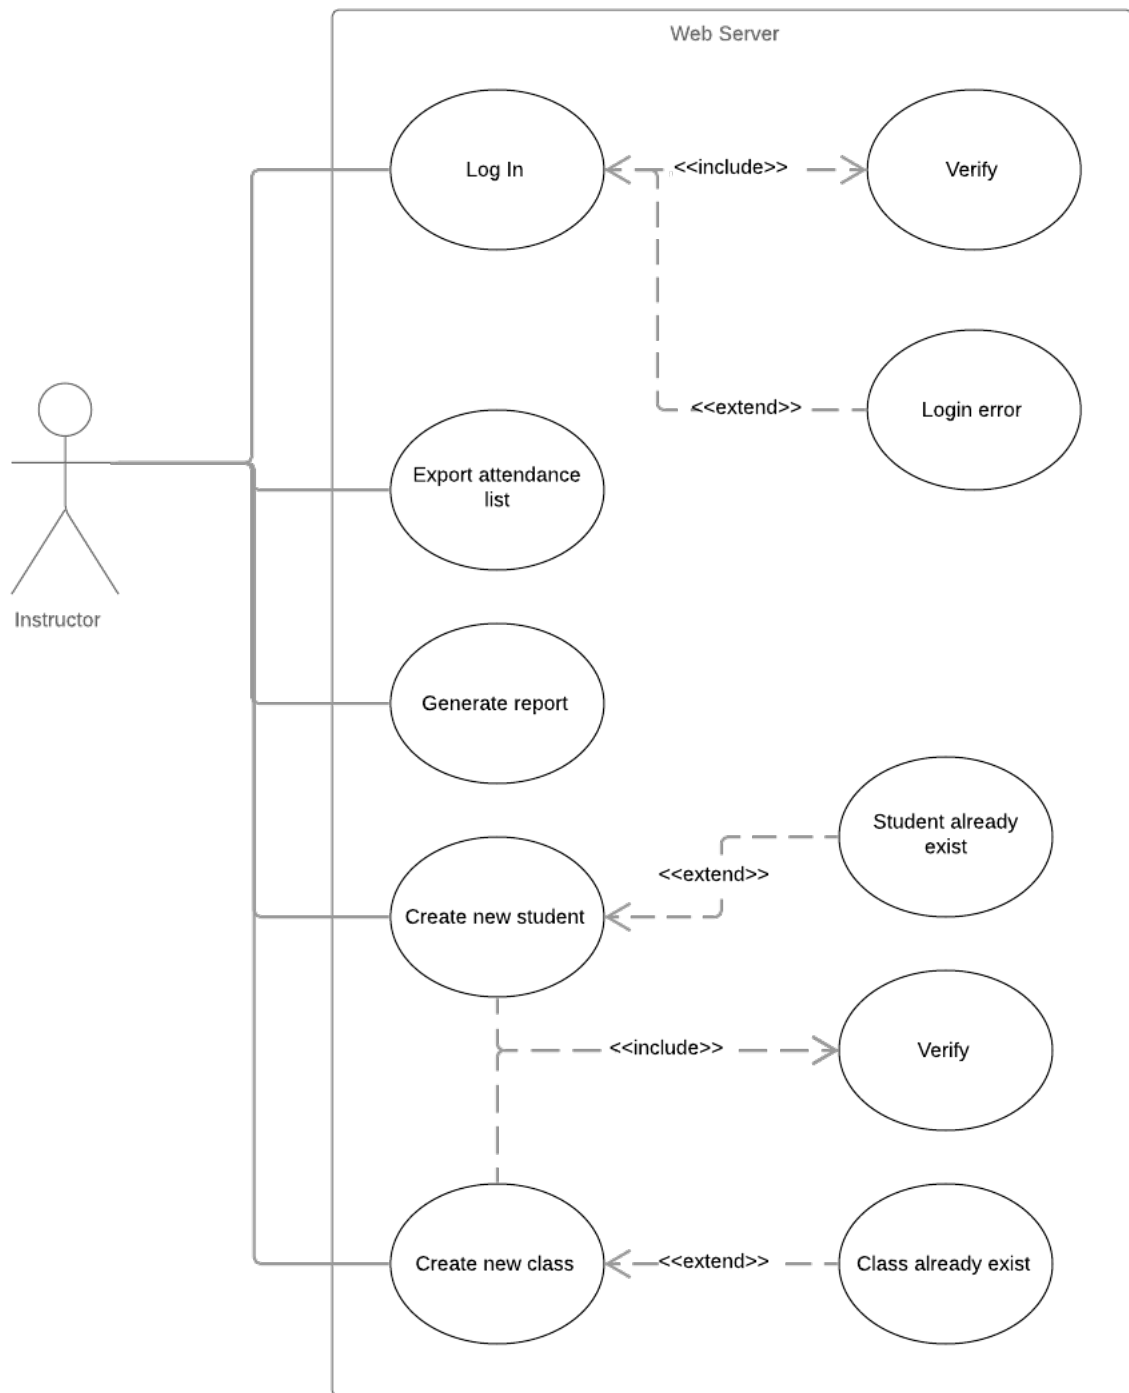 Web Server
Log In
<<include>>
Verify
<<extend>>
Login error
Export attendance
list
Instructor
Generate report
Student already
exist
<<extend>>
Create new student
<<include>>
Verify
Create new class
<<extend>>
Class already exist